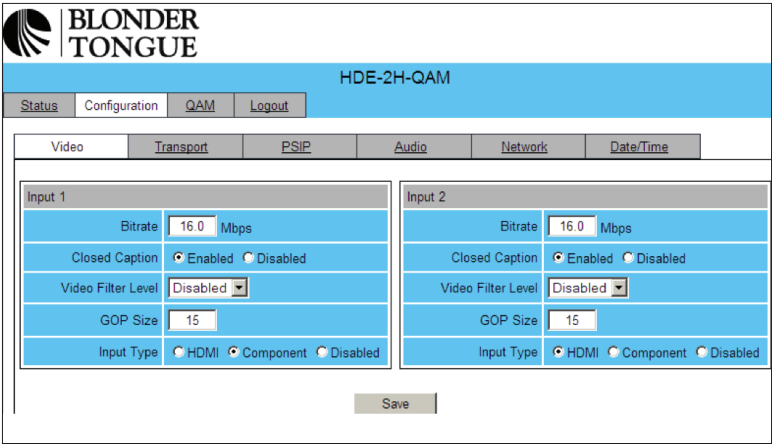 BLONDER
TONGUE
HDE-2H-QAM
Status Configuration QAM Logout
Video Transport PSIP Audio Network Date/Time
Input 1
Bitrate 16.0 Mbps
Closed Caption Enabled Disabled
Video Filter Level Disabled
GOP Size 15
Input Type HDMI Component Disabled
Input 2
Bitrate 16.0 Mbps
Closed Caption Enabled Disabled
Video Filter Level Disabled
GOP Size 15
Input Type HDMI Component Disabled
Save